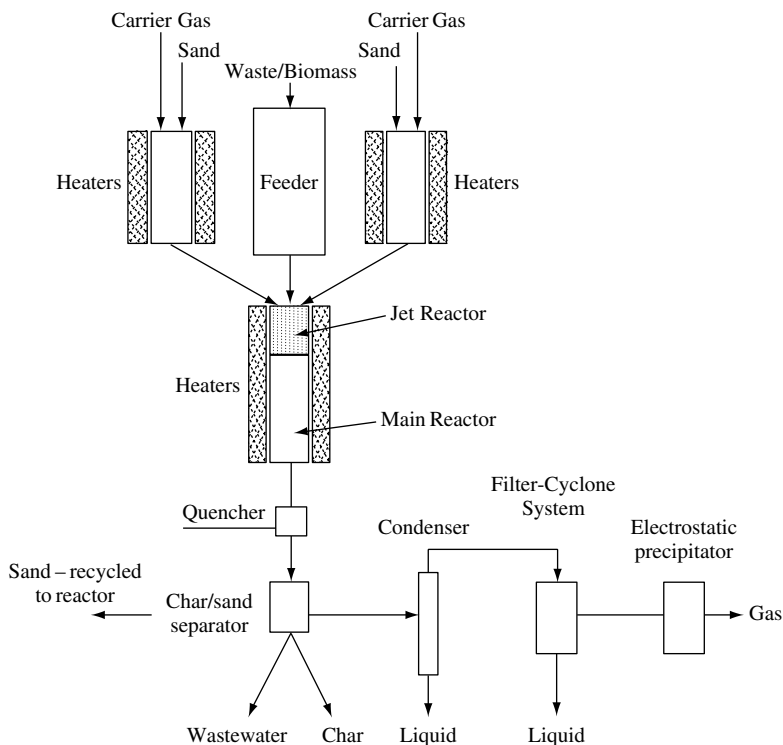 Carrier Gas
Carrier Gas
Sand
Sand
Waste/Biomass
Heaters
Feeder
Heaters
Jet Reactor
Heaters
Main Reactor
Filter-Cyclone
System
Quencher
Condenser
Electrostatic
precipitator
Sand – recycled
to reactor
Char/sand
separator
Gas
Wastewater
Char
Liquid
Liquid